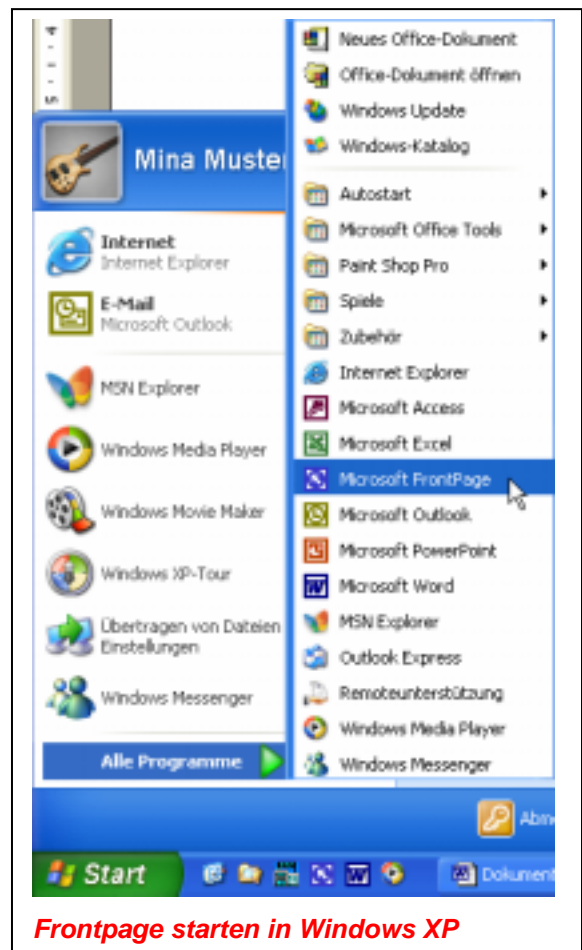 Mina Muster
Internet
Internet Explorer
E-Mail
Microsoft Outlook
MSN Explorer
Windows Media Player
Windows Movie Maker
Windows XP-Tour
Übertragen von Dateien
Einstellungen
Windows Messenger
Alle Programme
Neues Office-Dokument
Office-Dokument öffnen
Windows Update
Windows-Katalog
Autostart
Microsoft Office Tools
Paint Shop Pro
Spiele
Zubehör
Internet Explorer
Microsoft Access
Microsoft Excel
Microsoft FrontPage
Microsoft Outlook
Microsoft PowerPoint
Microsoft Word
MSN Explorer
Outlook Express
Remoteunterstützung
Windows Media Player
Windows Messenger
Abm
Start
Dokument
Frontpage starten in Windows XP